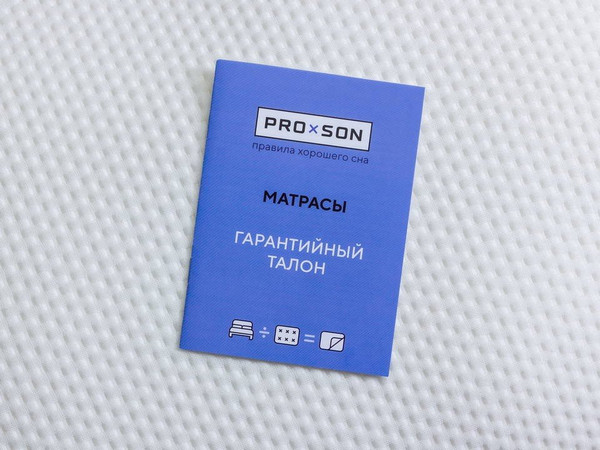 PRO×SON
правила хорошего сна
МАТРАСЫ
ГАРАНТИЙНЫЙ
ТАЛОН
÷ =